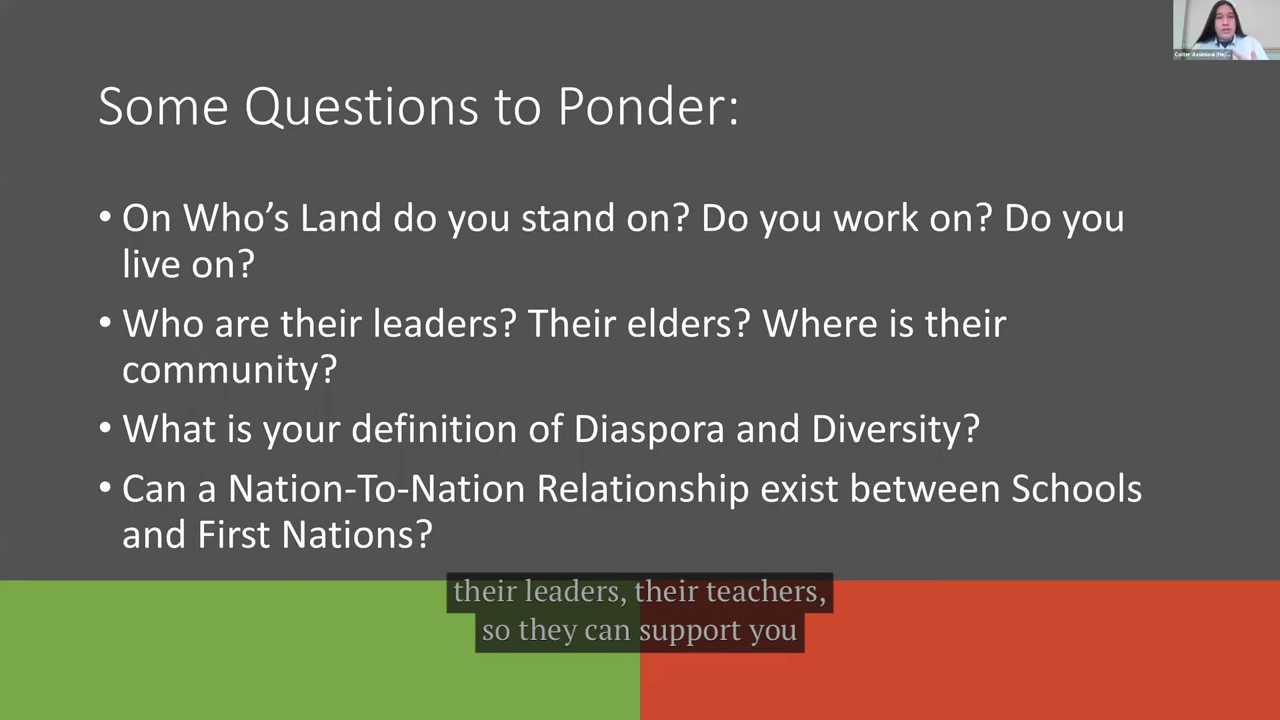 Colter Assiniwai (He/...
Some Questions to Ponder:
• On Who’s Land do you stand on? Do you work on? Do you
live on?
• Who are their leaders? Their elders? Where is their
community?
• What is your definition of Diaspora and Diversity?
• Can a Nation-To-Nation Relationship exist between Schools
and First Nations?
their leaders, their teachers,
so they can support you